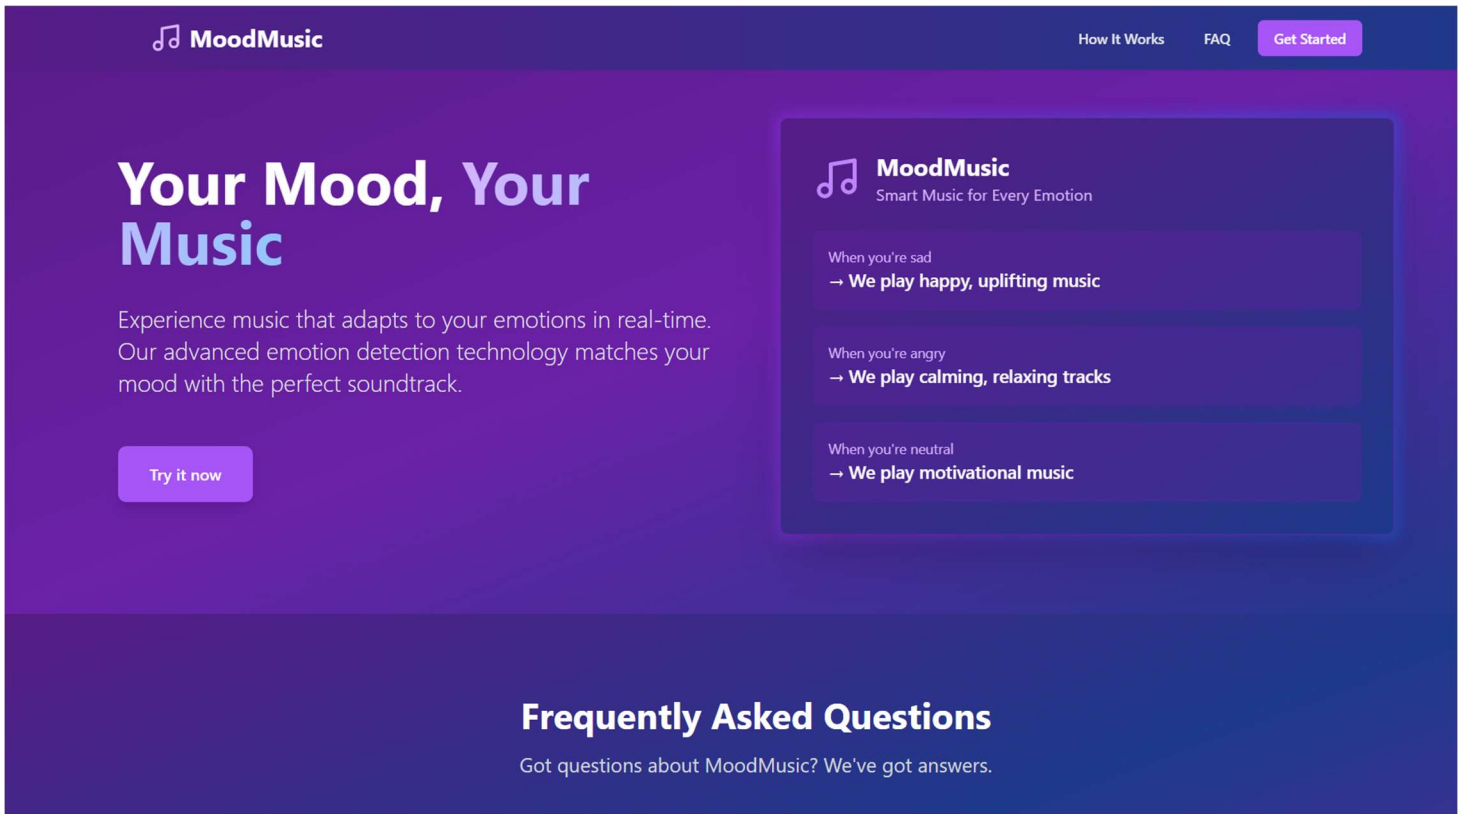 MoodMusic
How It Works
FAQ
Get Started
Your Mood, Your
Music
Experience music that adapts to your emotions in real-time.
Our advanced emotion detection technology matches your
mood with the perfect soundtrack.
Try it now
MoodMusic
Smart Music for Every Emotion
When you're sad
→ We play happy, uplifting music
When you're angry
→ We play calming, relaxing tracks
When you're neutral
→ We play motivational music
Frequently Asked Questions
Got questions about MoodMusic? We've got answers.